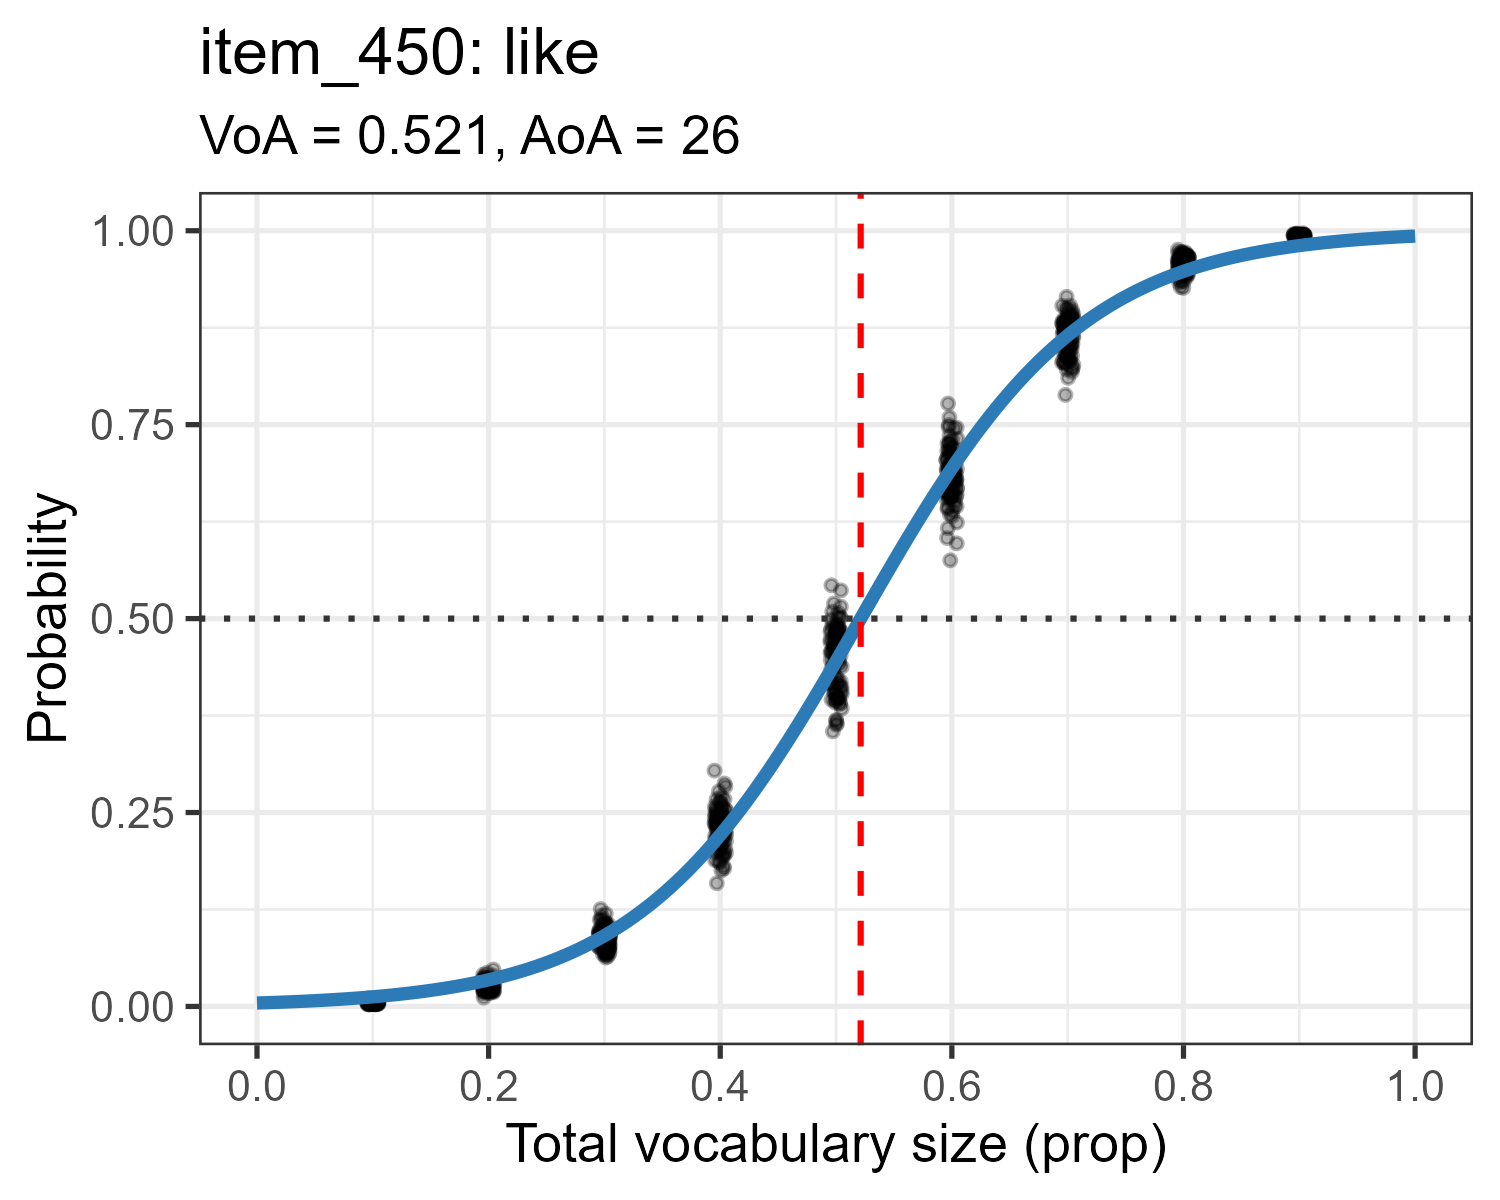 item_450: like
VoA = 0.521, AoA = 26
Probability
1.00
0.75
0.50
0.25
0.00
0.0 0.2 0.4 0.6 0.8 1.0
Total vocabulary size (prop)